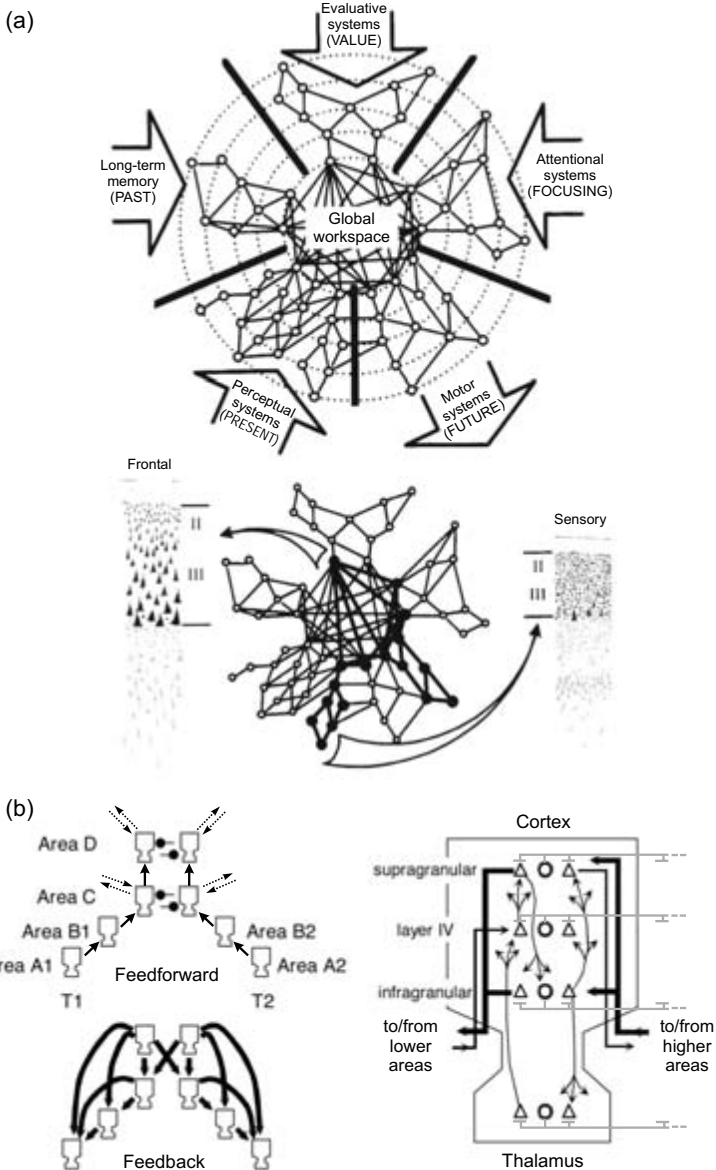 (a)
Evaluative
systems
(VALUE)
Long-term
memory
(PAST)
Attentional
systems
(FOCUSING)
Global
workspace
Perceptual
systems
(PRESENT)
Motor
systems
(FUTURE)
Frontal
II
III
Sensory
II
III
(b)
Area D
Area C
Area B1
Area B2
Area A1
Area A2
Feedforward
T1
T2
Feedback
Cortex
supragranular
layer IV
infragranular
to/from
lower
areas
to/from
higher
areas
Thalamus